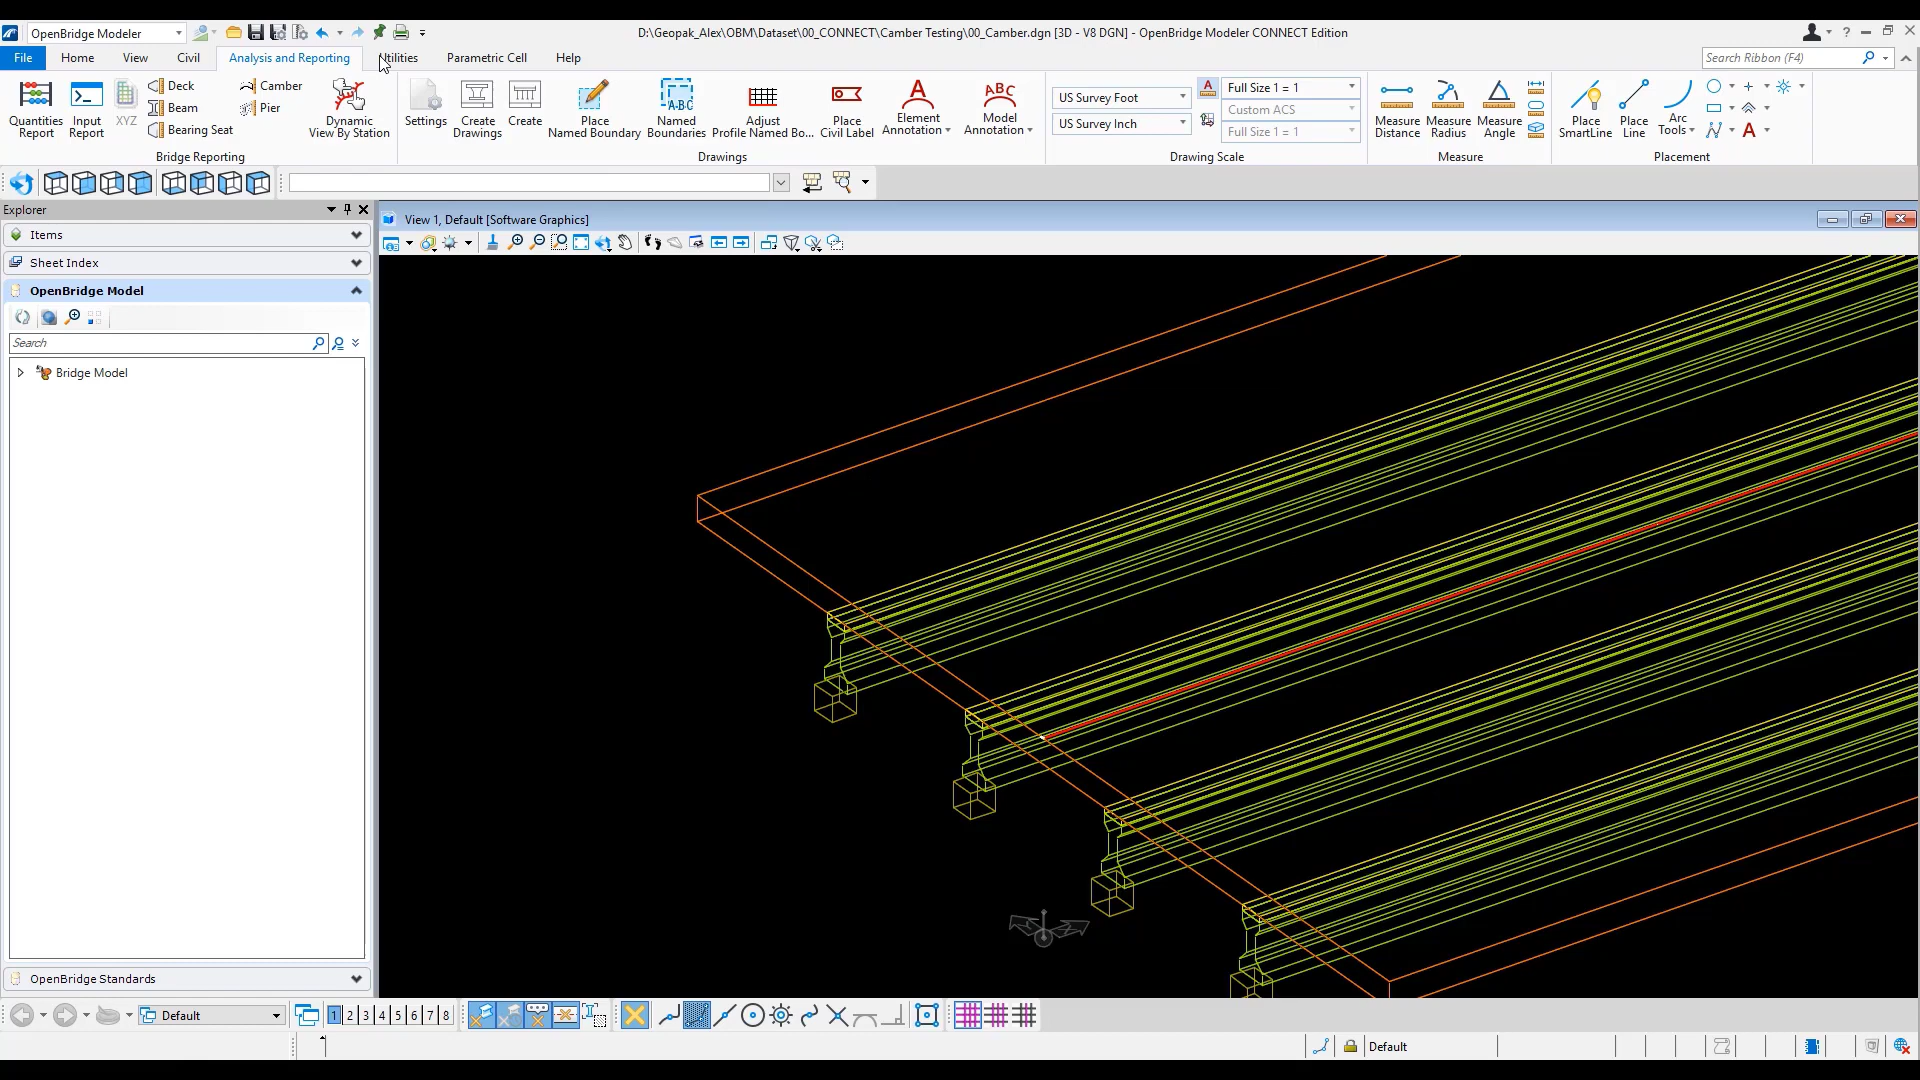 OpenBridge Modeler
D:\Geopak_Alex\OBM\Dataset\00_CONNECT\Camber Testing\00_Camber.dgn [3D - V8 DGN] - OpenBridge Modeler CONNECT Edition
File Home View Civil Analysis and Reporting Utilities Parametric Cell Help
Search Ribbon (F4)
Quantities Report
Input Report
XYZ
Deck
Beam
Bearing Seat
Camber
Pier
Dynamic View By Station
Bridge Reporting
Settings
Create Drawings
Create
Place Named Boundary
Named Boundaries
Adjust Profile Named Bo...
Place Civil Label
Element Annotation
Model Annotation
Drawings
US Survey Foot
US Survey Inch
Full Size 1 = 1
Custom ACS
Full Size 1 = 1
Drawing Scale
Measure Distance
Measure Radius
Measure Angle
Measure
Place SmartLine
Place Line
Arc Tools
Placement
Explorer
Items
Sheet Index
OpenBridge Model
Search
Bridge Model
OpenBridge Standards
View 1, Default [Software Graphics]
Default
1 2 3 4 5 6 7 8
Default